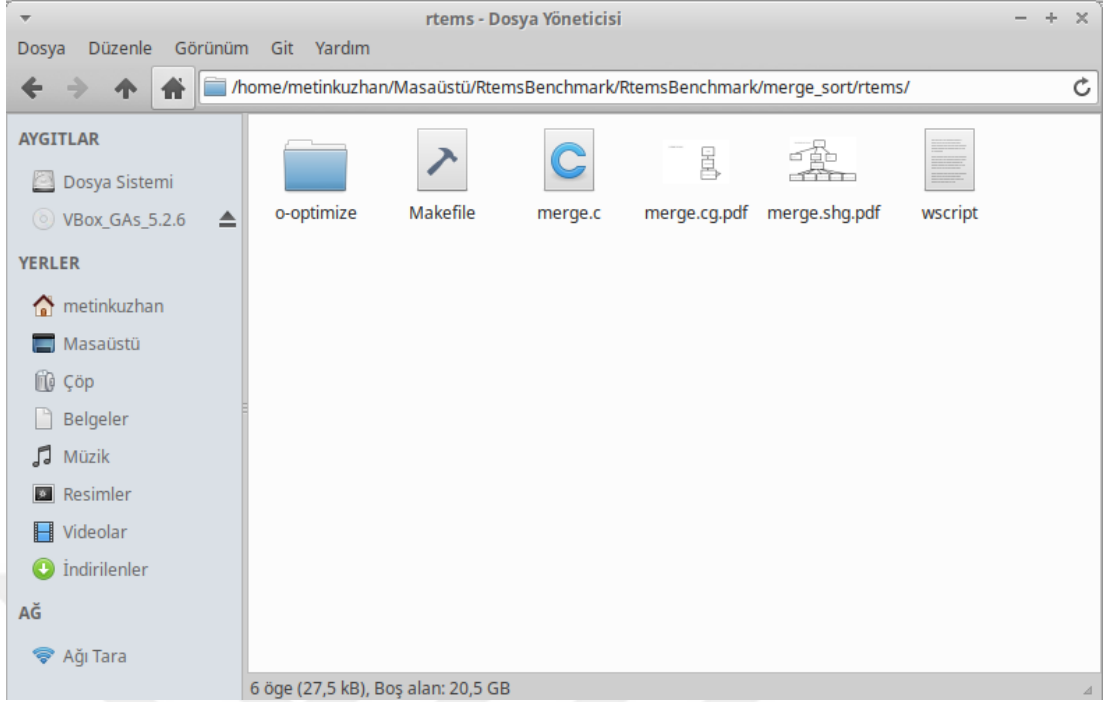 rtems - Dosya Yöneticisi
Dosya Düzenle Görünüm Git Yardım
/home/metinkuzhan/Masaüstü/RtemsBenchmark/RtemsBenchmark/merge_sort/rtems/
AYGITLAR
Dosya Sistemi
VBox_GAs_5.2.6
YERLER
metinkuzhan
Masaüstü
Çöp
Belgeler
Müzik
Resimler
Videolar
İndirilenler
AĞ
Ağı Tara
o-optimize Makefile merge.c merge.cg.pdf merge.shg.pdf wscript
6 öge (27,5 kB), Boş alan: 20,5 GB